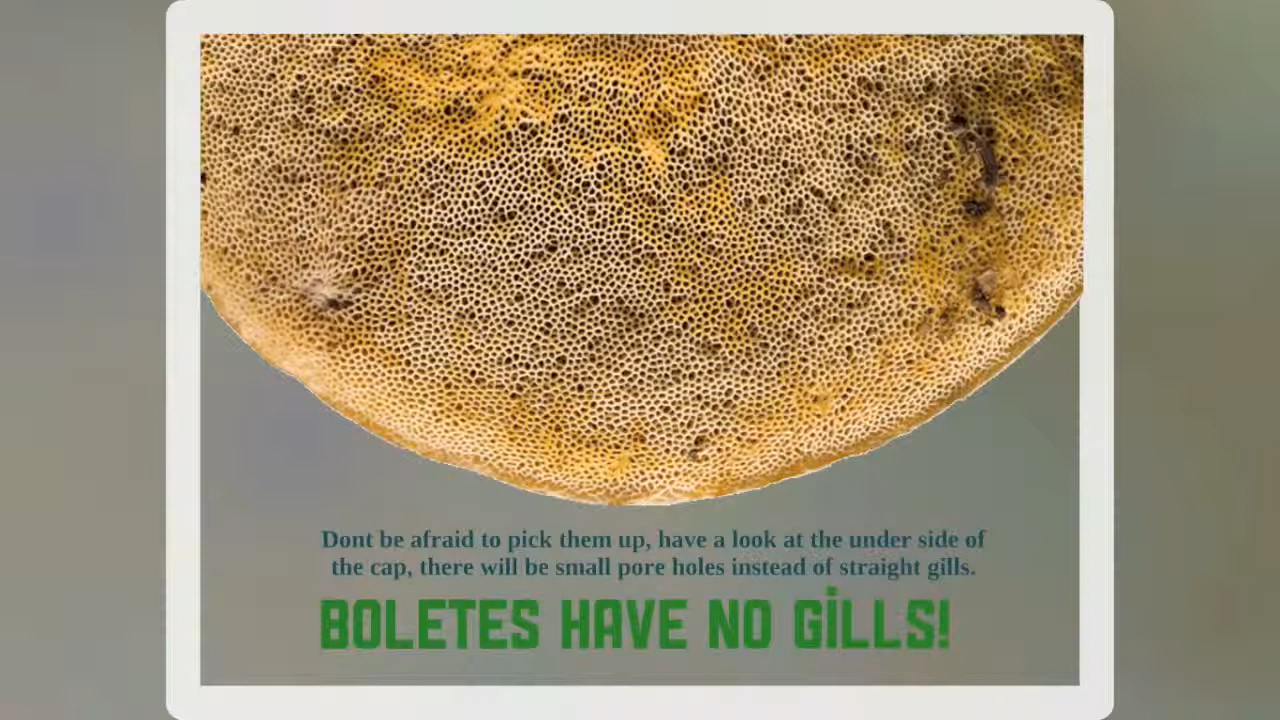 Dont be afraid to pick them up, have a look at the under side of
the cap, there will be small pore holes instead of straight gills.
BOLETES HAVE NO GİLLS!